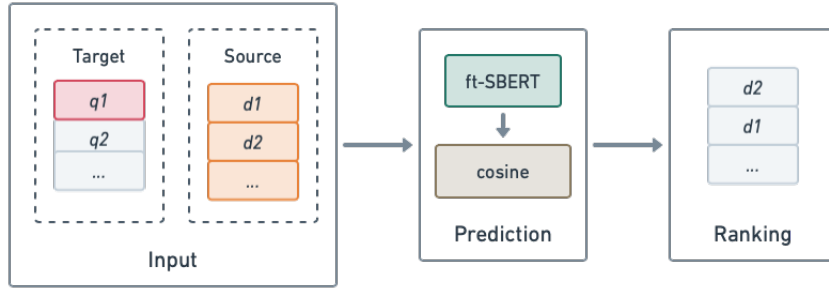 Target
q1
q2
...
Source
d1
d2
...
Input
ft-SBERT
cosine
Prediction
d2
d1
...
Ranking